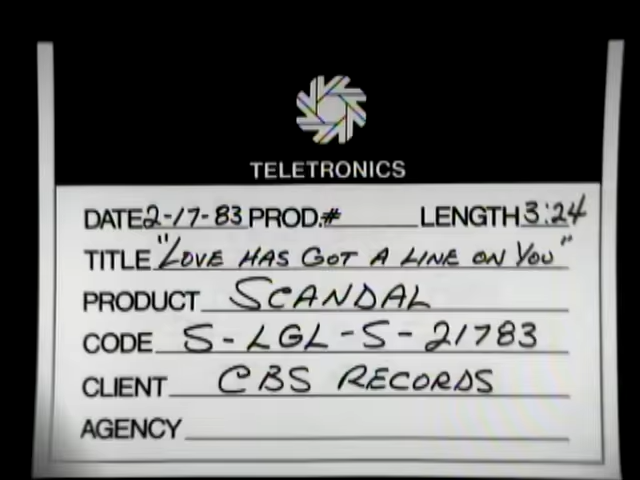 TELETRONICS
DATE 2-17-83 PROD.# LENGTH 3:24
TITLE "LOVE HAS GOT A LINE ON YOU"
PRODUCT SCANDAL
CODE S-LGL-S-21783
CLIENT CBS RECORDS
AGENCY